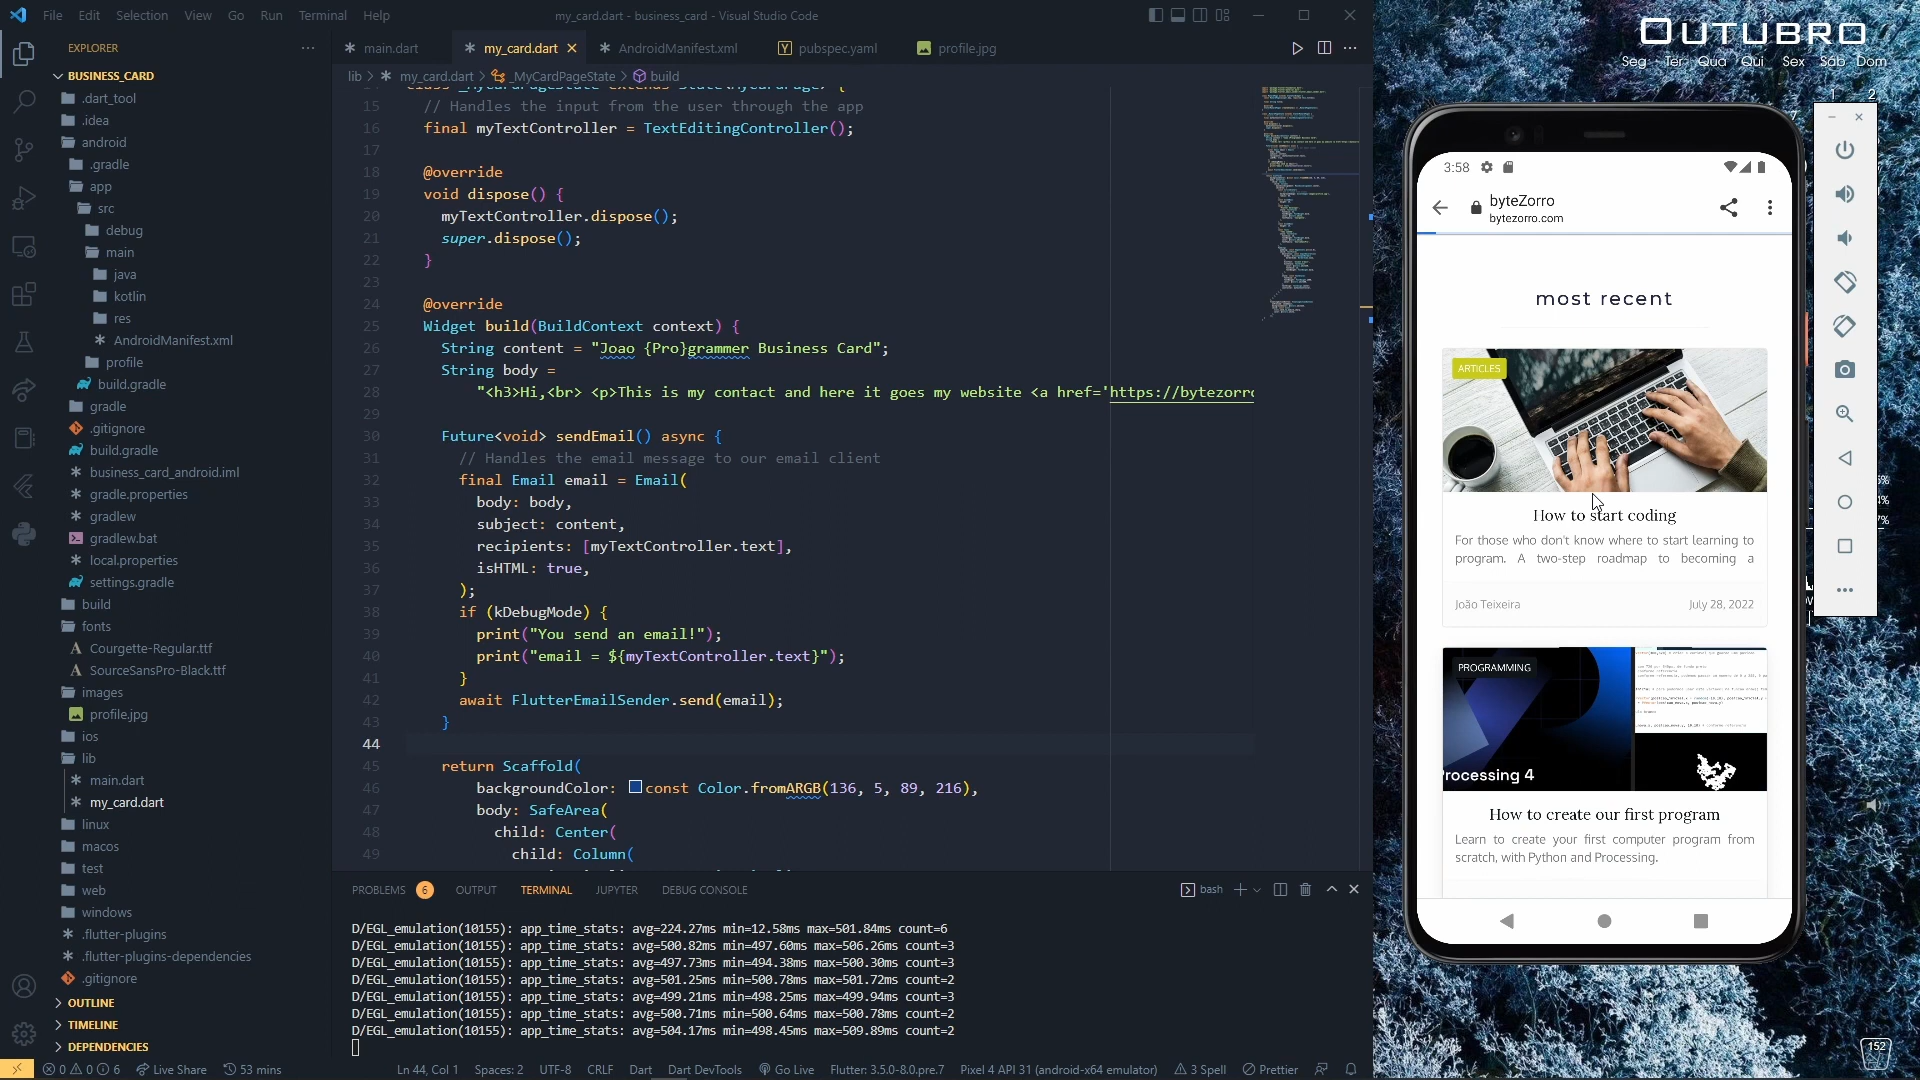 File Edit Selection View Go Run Terminal Help
my_card.dart - business_card - Visual Studio Code
EXPLORER
BUSINESS_CARD
.dart_tool
.idea
android
.gradle
app
src
debug
main
java
kotlin
res
AndroidManifest.xml
profile
build.gradle
gradle
.gitignore
build.gradle
business_card_android.iml
gradle.properties
gradlew
gradlew.bat
local.properties
settings.gradle
build
fonts
Courgette-Regular.ttf
SourceSansPro-Black.ttf
images
profile.jpg
ios
lib
main.dart
my_card.dart
linux
macos
test
web
windows
.flutter-plugins
.flutter-plugins-dependencies
.gitignore
OUTLINE
TIMELINE
DEPENDENCIES
main.dart my_card.dart AndroidManifest.xml pubspec.yaml profile.jpg
lib > my_card.dart > _MyCardPageState > build
class _MyCardPageState extends State<MyCardPage> {
15 // Handles the input from the user through the app
16 final myTextController = TextEditingController();
17
18 @override
19 void dispose() {
20 myTextController.dispose();
21 super.dispose();
22 }
23
24 @override
25 Widget build(BuildContext context) {
26 String content = "Joao {Pro}grammer Business Card";
27 String body =
28 "<h3>Hi,<br> <p>This is my contact and here it goes my website <a href='https://bytezorro
29
30 Future<void> sendEmail() async {
31 // Handles the email message to our email client
32 final Email email = Email(
33 body: body,
34 subject: content,
35 recipients: [myTextController.text],
36 isHTML: true,
37 );
38 if (kDebugMode) {
39 print("You send an email!");
40 print("email = ${myTextController.text}");
41 }
42 await FlutterEmailSender.send(email);
43 }
44
45 return Scaffold(
46 backgroundColor: const Color.fromARGB(136, 5, 89, 216),
47 body: SafeArea(
48 child: Center(
49 child: Column(
PROBLEMS 6 OUTPUT TERMINAL JUPYTER DEBUG CONSOLE bash
D/EGL_emulation(10155): app_time_stats: avg=224.27ms min=12.58ms max=501.84ms count=6
D/EGL_emulation(10155): app_time_stats: avg=500.82ms min=497.60ms max=506.26ms count=3
D/EGL_emulation(10155): app_time_stats: avg=497.73ms min=494.38ms max=500.30ms count=3
D/EGL_emulation(10155): app_time_stats: avg=501.25ms min=500.78ms max=501.72ms count=2
D/EGL_emulation(10155): app_time_stats: avg=499.21ms min=498.25ms max=499.94ms count=3
D/EGL_emulation(10155): app_time_stats: avg=500.71ms min=500.64ms max=500.78ms count=2
D/EGL_emulation(10155): app_time_stats: avg=504.17ms min=498.45ms max=509.89ms count=2
0 0 6 Live Share 53 mins Ln 44, Col 1 Spaces: 2 UTF-8 CRLF Dart Dart DevTools Go Live Flutter: 3.5.0-8.0.pre.7 Pixel 4 API 31 (android-x64 emulator) 3 Spell Prettier
OUTUBRO
Seg Ter Qua Qui Sex Sáb Dom
1 2
3:58
byteZorro
bytezorro.com
most recent
ARTICLES
How to start coding
For those who don't know where to start learning to
program. A two-step roadmap to becoming a
João Teixeira July 28, 2022
PROGRAMMING
rocessing 4
How to create our first program
Learn to create your first computer program from
scratch, with Python and Processing.
152